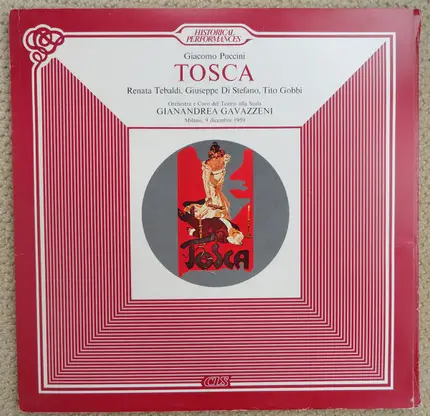 HISTORICAL
PERFORMANCES
Giacomo Puccini
TOSCA
Renata Tebaldi, Giuseppe Di Stefano, Tito Gobbi
Orchestra e Coro del Teatro alla Scala
GIANANDREA GAVAZZENI
Milano, 9 dicembre 1959
TOSCA
CLS